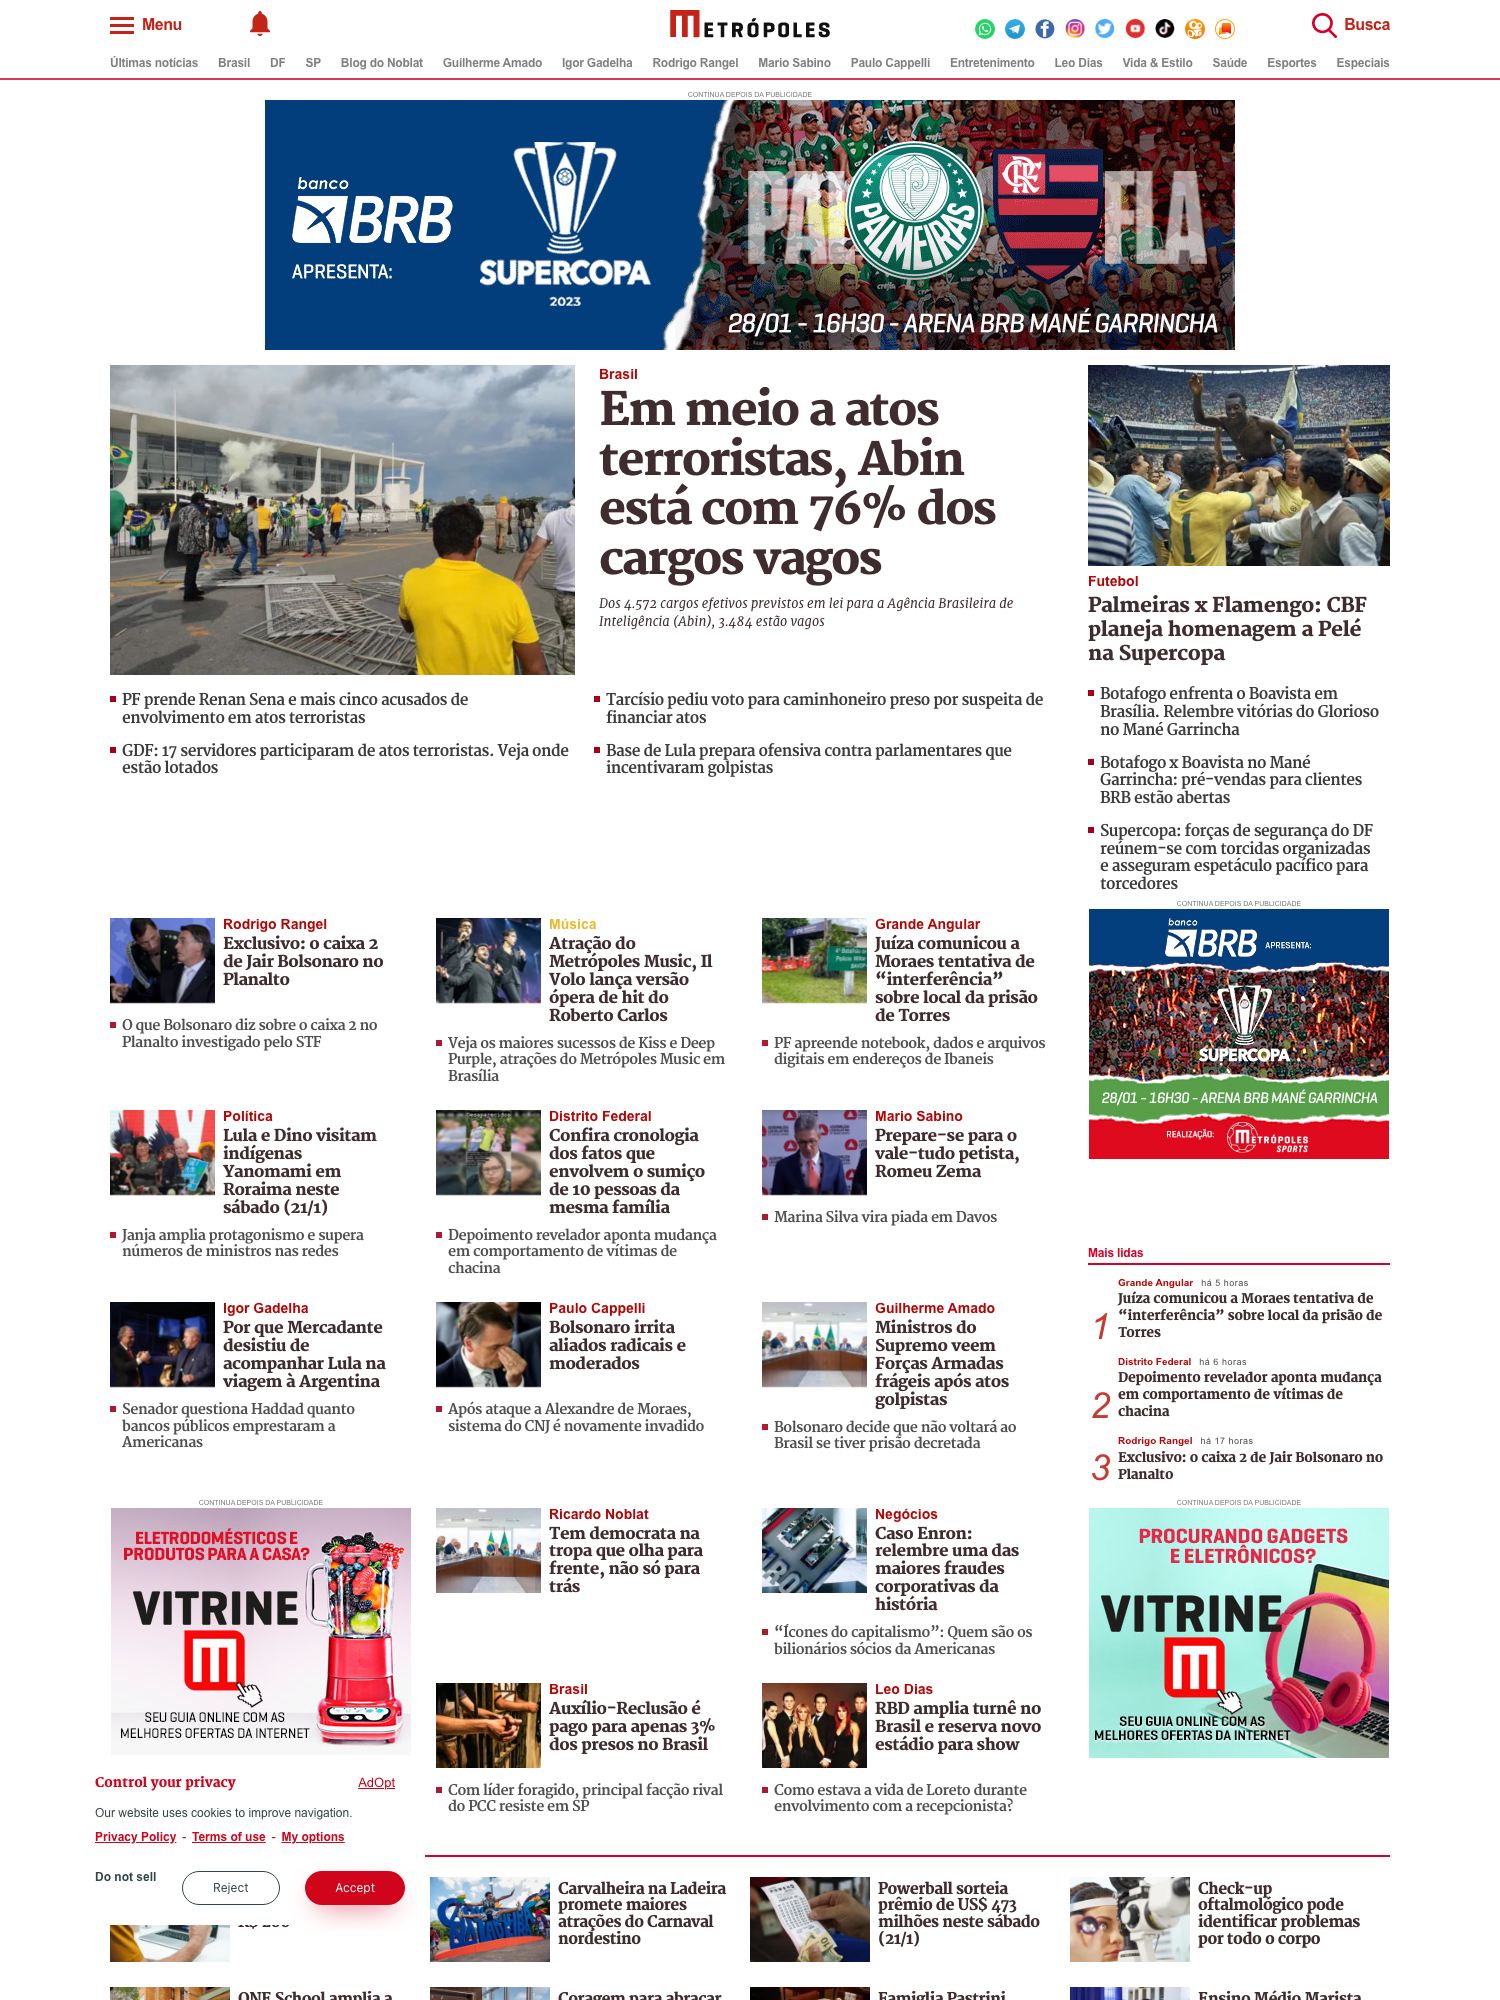 Menu
METRÓPOLES
Busca
Últimas notícias Brasil DF SP Blog do Noblat Guilherme Amado Igor Gadelha Rodrigo Rangel Mario Sabino Paulo Cappelli Entretenimento Leo Dias Vida & Estilo Saúde Esportes Especiais
CONTINUA DEPOIS DA PUBLICIDADE
banco
BRB
APRESENTA:
SUPERCOPA
2023
PALMEIRAS
28/01 - 16H30 - ARENA BRB MANÉ GARRINCHA
Brasil
Em meio a atos
terroristas, Abin
está com 76% dos
cargos vagos
Dos 4.572 cargos efetivos previstos em lei para a Agência Brasileira de
Inteligência (Abin), 3.484 estão vagos
PF prende Renan Sena e mais cinco acusados de
envolvimento em atos terroristas
GDF: 17 servidores participaram de atos terroristas. Veja onde
estão lotados
Tarcísio pediu voto para caminhoneiro preso por suspeita de
financiar atos
Base de Lula prepara ofensiva contra parlamentares que
incentivaram golpistas
Futebol
Palmeiras x Flamengo: CBF
planeja homenagem a Pelé
na Supercopa
Botafogo enfrenta o Boavista em
Brasília. Relembre vitórias do Glorioso
no Mané Garrincha
Botafogo x Boavista no Mané
Garrincha: pré-vendas para clientes
BRB estão abertas
Supercopa: forças de segurança do DF
reúnem-se com torcidas organizadas
e asseguram espetáculo pacífico para
torcedores
CONTINUA DEPOIS DA PUBLICIDADE
banco
BRB APRESENTA:
SUPERCOPA
28/01 - 16H30 - ARENA BRB MANÉ GARRINCHA
REALIZAÇÃO: METRÓPOLES
SPORTS
Rodrigo Rangel
Exclusivo: o caixa 2
de Jair Bolsonaro no
Planalto
O que Bolsonaro diz sobre o caixa 2 no
Planalto investigado pelo STF
Música
Atração do
Metrópoles Music, Il
Volo lança versão
ópera de hit do
Roberto Carlos
Veja os maiores sucessos de Kiss e Deep
Purple, atrações do Metrópoles Music em
Brasília
Grande Angular
Juíza comunicou a
Moraes tentativa de
“interferência”
sobre local da prisão
de Torres
PF apreende notebook, dados e arquivos
digitais em endereços de Ibaneis
Política
Lula e Dino visitam
indígenas
Yanomami em
Roraima neste
sábado (21/1)
Janja amplia protagonismo e supera
números de ministros nas redes
Distrito Federal
Confira cronologia
dos fatos que
envolvem o sumiço
de 10 pessoas da
mesma família
Depoimento revelador aponta mudança
em comportamento de vítimas de
chacina
Mario Sabino
Prepare-se para o
vale-tudo petista,
Romeu Zema
Marina Silva vira piada em Davos
Mais lidas
Grande Angular há 5 horas
1
Juíza comunicou a Moraes tentativa de
“interferência” sobre local da prisão de
Torres
Distrito Federal há 6 horas
2
Depoimento revelador aponta mudança
em comportamento de vítimas de
chacina
Rodrigo Rangel há 17 horas
3
Exclusivo: o caixa 2 de Jair Bolsonaro no
Planalto
Igor Gadelha
Por que Mercadante
desistiu de
acompanhar Lula na
viagem à Argentina
Senador questiona Haddad quanto
bancos públicos emprestaram a
Americanas
Paulo Cappelli
Bolsonaro irrita
aliados radicais e
moderados
Após ataque a Alexandre de Moraes,
sistema do CNJ é novamente invadido
Guilherme Amado
Ministros do
Supremo veem
Forças Armadas
frágeis após atos
golpistas
Bolsonaro decide que não voltará ao
Brasil se tiver prisão decretada
CONTINUA DEPOIS DA PUBLICIDADE
ELETRODOMÉSTICOS E
PRODUTOS PARA A CASA?
VITRINE
M
SEU GUIA ONLINE COM AS
MELHORES OFERTAS DA INTERNET
Ricardo Noblat
Tem democrata na
tropa que olha para
frente, não só para
trás
Negócios
Caso Enron:
relembre uma das
maiores fraudes
corporativas da
história
“Ícones do capitalismo”: Quem são os
bilionários sócios da Americanas
CONTINUA DEPOIS DA PUBLICIDADE
PROCURANDO GADGETS
E ELETRÔNICOS?
VITRINE
M
SEU GUIA ONLINE COM AS
MELHORES OFERTAS DA INTERNET
Brasil
Auxílio-Reclusão é
pago para apenas 3%
dos presos no Brasil
Com líder foragido, principal facção rival
do PCC resiste em SP
Leo Dias
RBD amplia turnê no
Brasil e reserva novo
estádio para show
Como estava a vida de Loreto durante
envolvimento com a recepcionista?
Control your privacy AdOpt
Our website uses cookies to improve navigation.
Privacy Policy - Terms of use - My options
Do not sell Reject Accept
Carvalheira na Ladeira
promete maiores
atrações do Carnaval
nordestino
Powerball sorteia
prêmio de US$ 473
milhões neste sábado
(21/1)
Check-up
oftalmológico pode
identificar problemas
por todo o corpo
ONE School amplia a
Coragem para abraçar
Famiglia Pastrini
Ensino Médio Marista